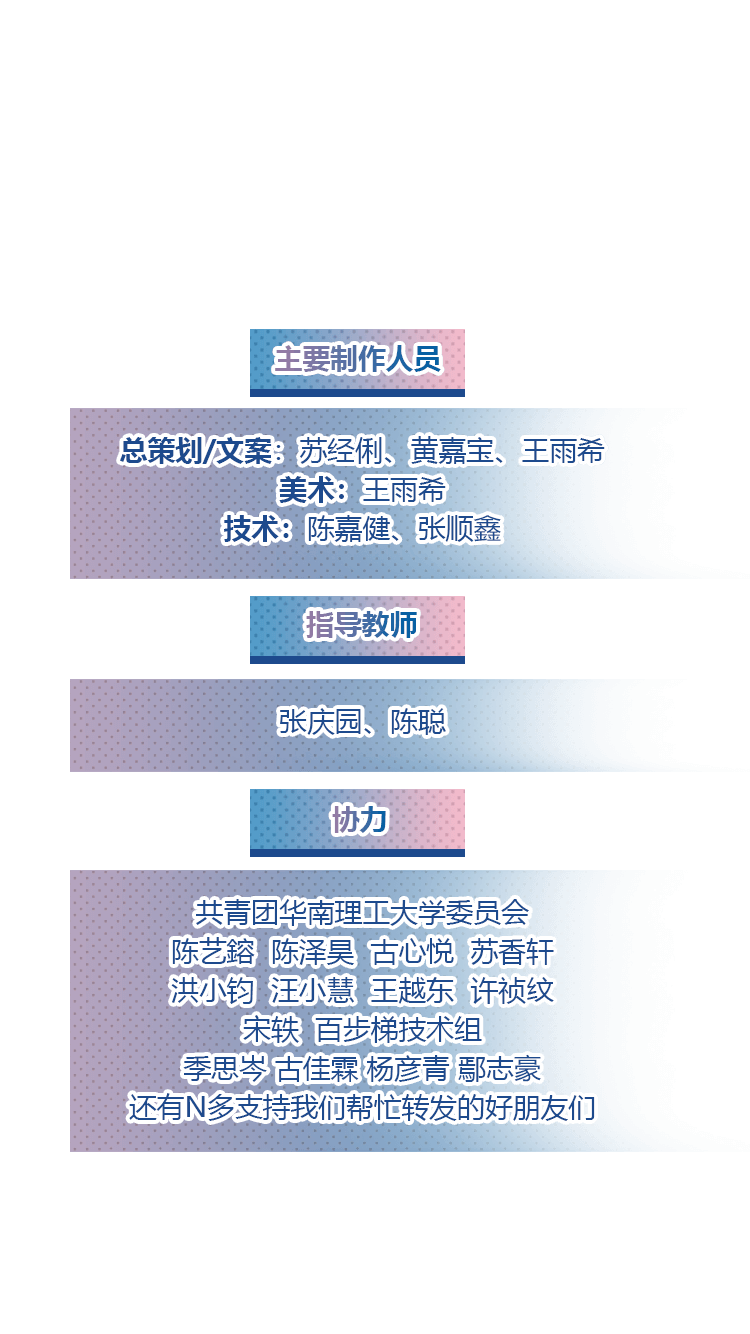 主要制作人员
总策划/文案：苏经俐、黄嘉宝、王雨希
美术：王雨希
技术：陈嘉健、张顺鑫
指导教师
张庆园、陈聪
协力
共青团华南理工大学委员会
陈艺鎔 陈泽昊 古心悦 苏香轩
洪小钧 汪小慧 王越东 许祯纹
宋轶 百步梯技术组
季思岑 古佳霖 杨彦青 鄢志豪
还有N多支持我们帮忙转发的好朋友们